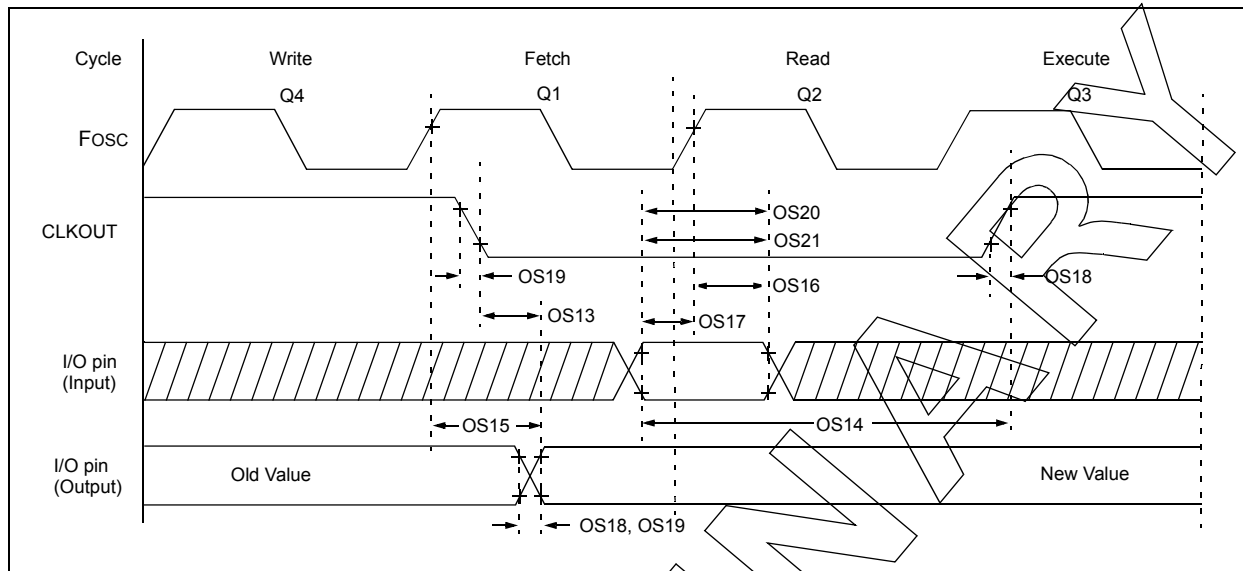 Cycle Write Fetch Read Execute
Q4 Q1 Q2 Q3
FOSC
CLKOUT
OS20
OS21
OS19 OS16 OS18
OS13 OS17
I/O pin
(Input)
OS15 OS14
I/O pin
(Output)
Old Value New Value
OS18, OS19